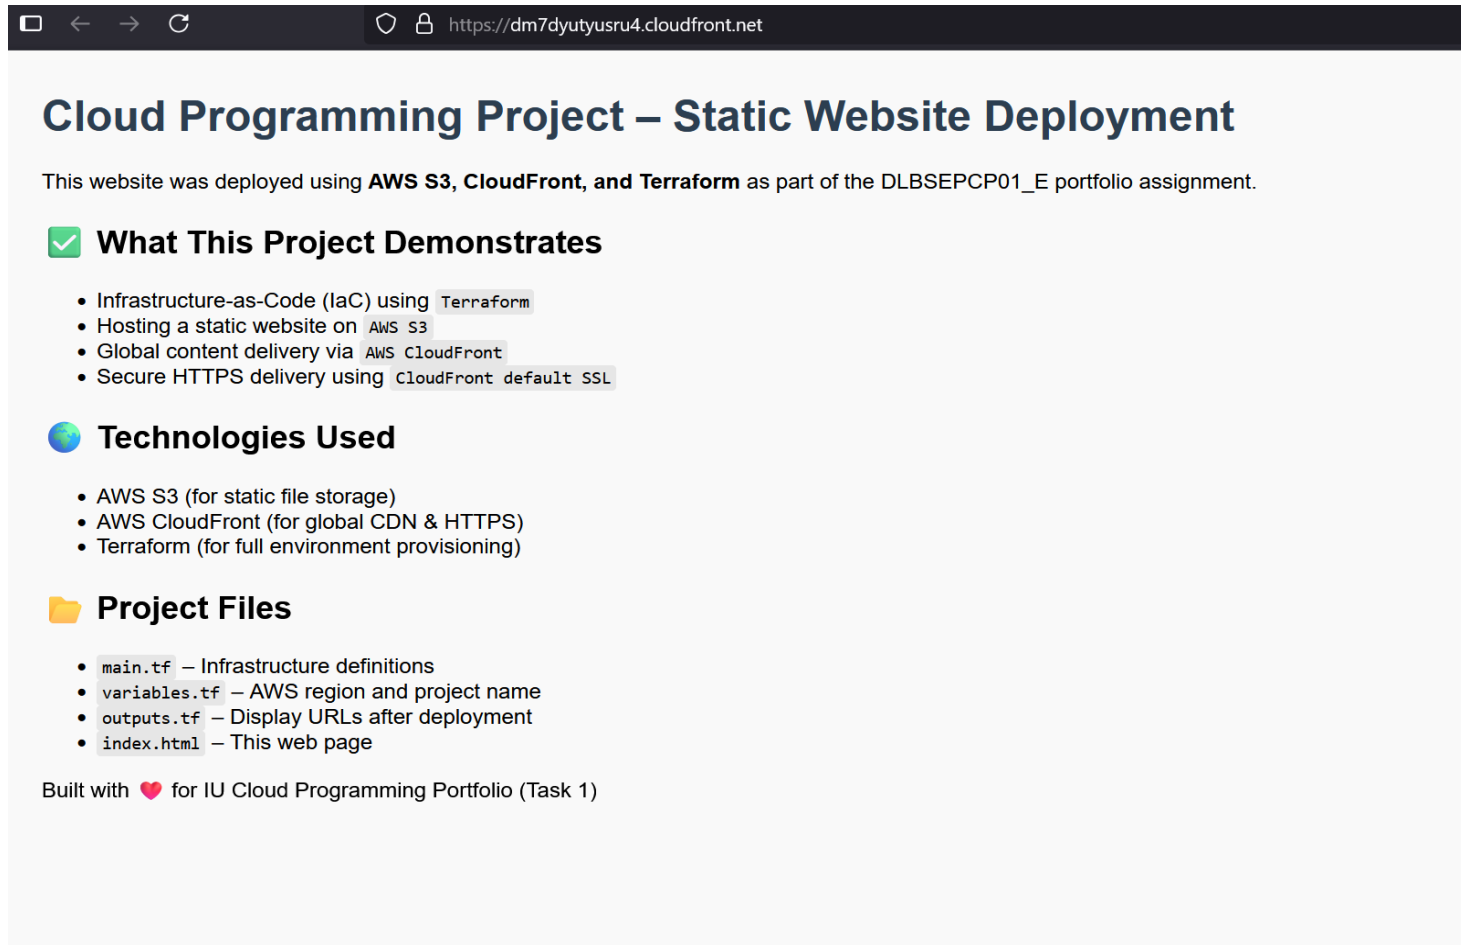 https://dm7dyutyusru4.cloudfront.net
Cloud Programming Project – Static Website Deployment
This website was deployed using AWS S3, CloudFront, and Terraform as part of the DLBSEPCP01_E portfolio assignment.
What This Project Demonstrates
Infrastructure-as-Code (IaC) using Terraform
Hosting a static website on AWS S3
Global content delivery via AWS CloudFront
Secure HTTPS delivery using CloudFront default SSL
Technologies Used
AWS S3 (for static file storage)
AWS CloudFront (for global CDN & HTTPS)
Terraform (for full environment provisioning)
Project Files
main.tf – Infrastructure definitions
variables.tf – AWS region and project name
outputs.tf – Display URLs after deployment
index.html – This web page
Built with ❤️ for IU Cloud Programming Portfolio (Task 1)